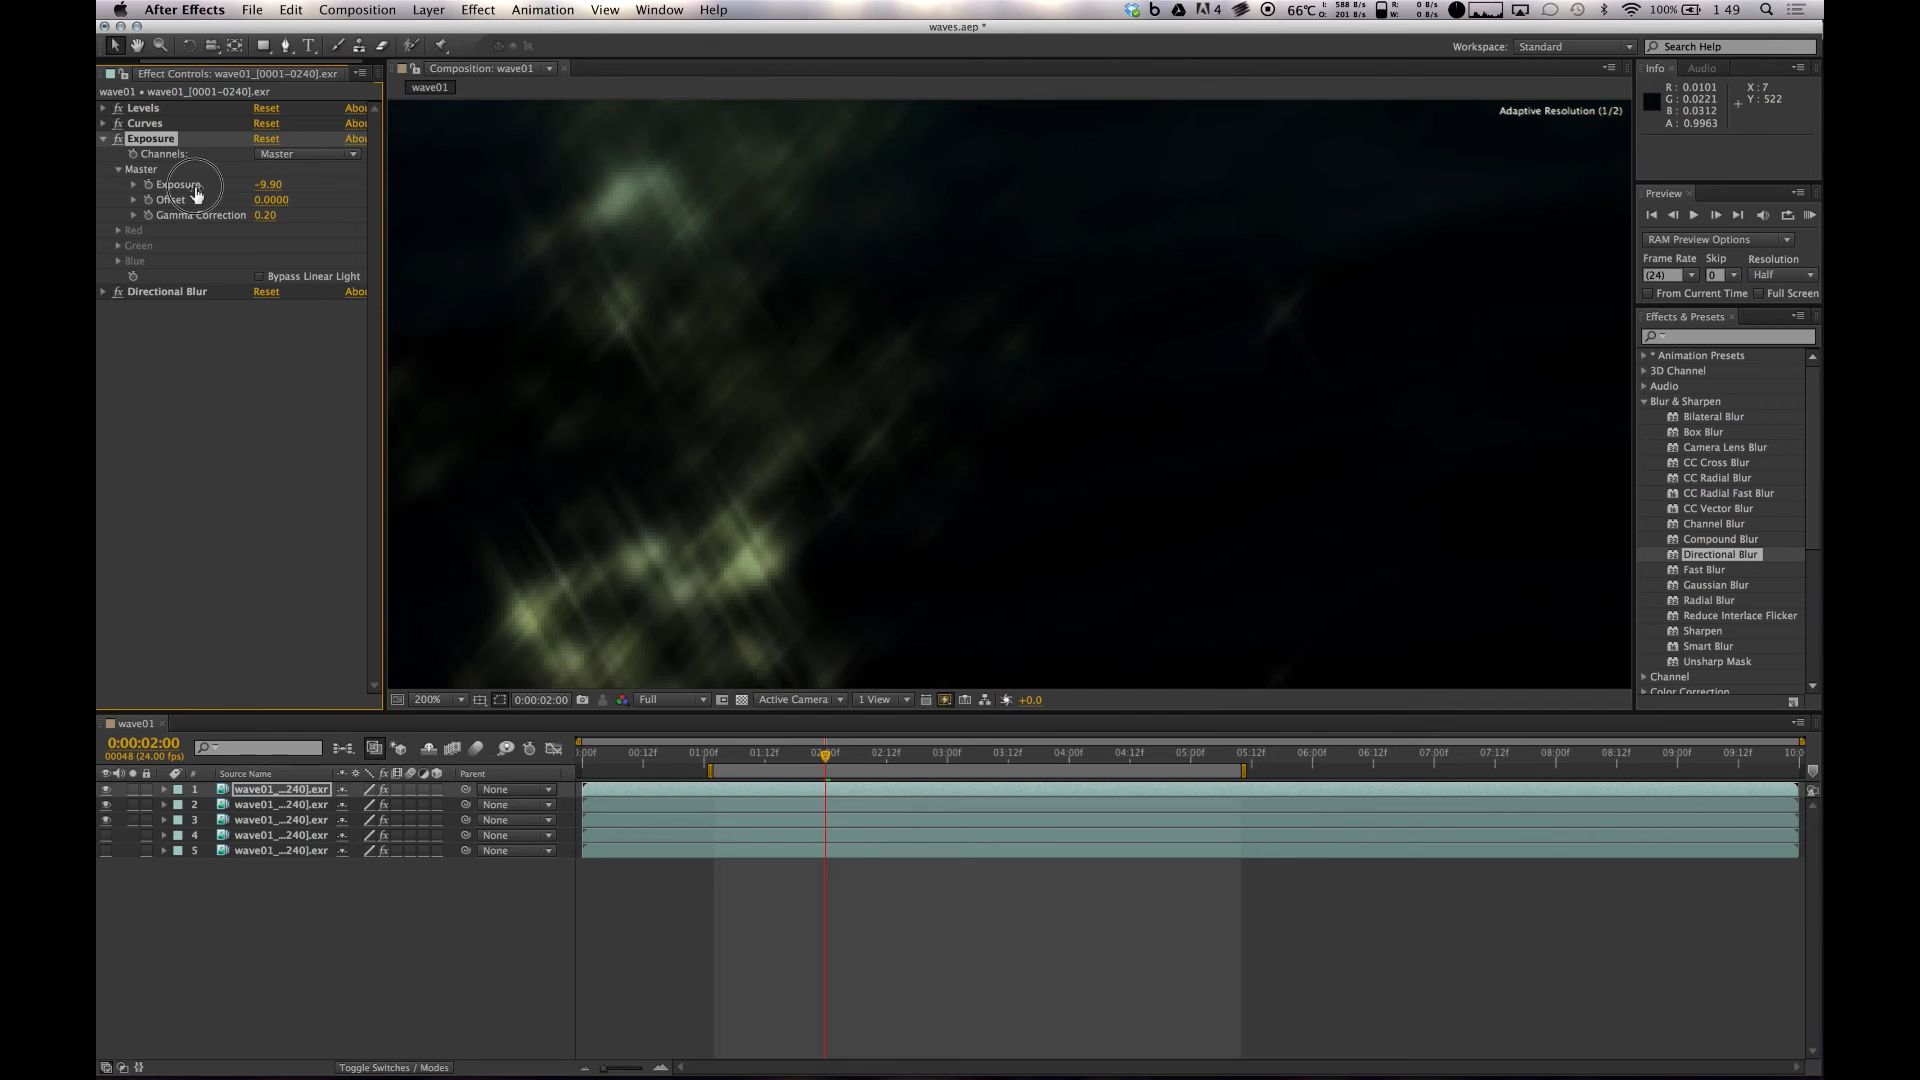 After Effects File Edit Composition Layer Effect Animation View Window Help 4 66°C I: 588 B/s O: 201 B/s R: 0 B/s W: 0 B/s 100% 1 49
waves.aep *
Workspace: Standard Search Help
Effect Controls: wave01_[0001-0240].exr
wave01 • wave01_[0001-0240].exr
Levels Reset Abou
Curves Reset Abou
Exposure Reset Abou
Channels: Master
Master
Exposure -9.90
Offset 0.0000
Gamma Correction 0.20
Red
Green
Blue
Bypass Linear Light
Directional Blur Reset Abou
Composition: wave01
wave01
Adaptive Resolution (1/2)
200% 0:00:02:00 Full Active Camera 1 View +0.0
Info Audio
R : 0.0101 X : 7
G : 0.0221 Y : 522
B : 0.0312
A : 0.9963
Preview
RAM Preview Options
Frame Rate Skip Resolution
(24) 0 Half
From Current Time Full Screen
Effects & Presets
* Animation Presets
3D Channel
Audio
Blur & Sharpen
Bilateral Blur
Box Blur
Camera Lens Blur
CC Cross Blur
CC Radial Blur
CC Radial Fast Blur
CC Vector Blur
Channel Blur
Compound Blur
Directional Blur
Fast Blur
Gaussian Blur
Radial Blur
Reduce Interlace Flicker
Sharpen
Smart Blur
Unsharp Mask
Channel
Color Correction
wave01
0:00:02:00
00048 (24.00 fps)
:00f 00:12f 01:00f 01:12f 02:00f 02:12f 03:00f 03:12f 04:00f 04:12f 05:00f 05:12f 06:00f 06:12f 07:00f 07:12f 08:00f 08:12f 09:00f 09:12f 10:0
# Source Name Parent
1 wave01_...240].exr None
2 wave01_...240].exr None
3 wave01_...240].exr None
4 wave01_...240].exr None
5 wave01_...240].exr None
Toggle Switches / Modes